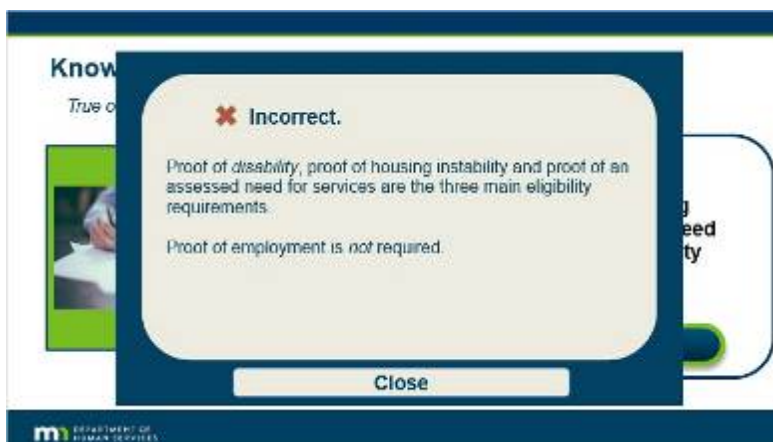 Know
True o
✖ Incorrect.
Proof of disability, proof of housing instability and proof of an
assessed need for services are the three main eligibility
requirements.
Proof of employment is not required.
g
eed
ty
Close
mn DEPARTMENT OF
HUMAN SERVICES